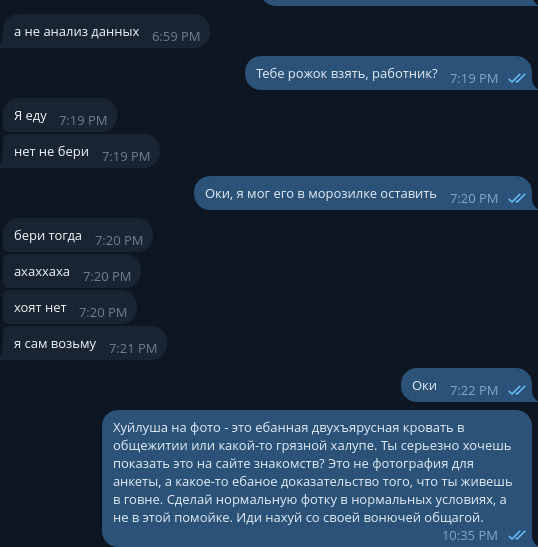 а не анализ данных 6:59 PM
Тебе рожок взять, работник? 7:19 PM
Я еду 7:19 PM
нет не бери 7:19 PM
Оки, я мог его в морозилке оставить 7:20 PM
бери тогда 7:20 PM
ахаххаха 7:20 PM
хоят нет 7:20 PM
я сам возьму 7:21 PM
Оки 7:22 PM
Хуйлуша на фото - это ебанная двухъярусная кровать в
общежитии или какой-то грязной халупе. Ты серьезно хочешь
показать это на сайте знакомств? Это не фотография для
анкеты, а какое-то ебаное доказательство того, что ты живешь
в говне. Сделай нормальную фотку в нормальных условиях, а
не в этой помойке. Иди нахуй со своей вонючей общагой.
10:35 PM